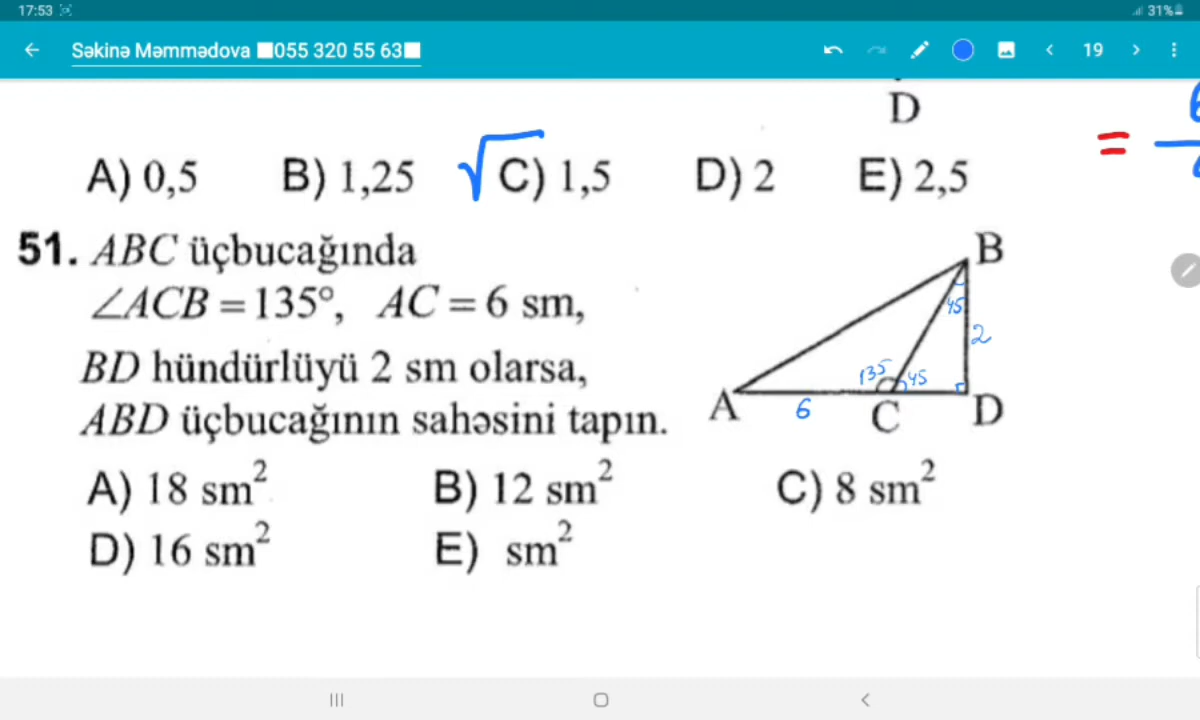 17:53 31%
Səkinə Məmmədova ■055 320 55 63■ 19
D
=
A) 0,5 B) 1,25 √ C) 1,5 D) 2 E) 2,5
51. ABC üçbucağında
∠ACB = 135°, AC = 6 sm,
BD hündürlüyü 2 sm olarsa,
ABD üçbucağının sahəsini tapın.
B
45
2
135 45
A 6 C D
A) 18 sm² B) 12 sm² C) 8 sm²
D) 16 sm² E) sm²